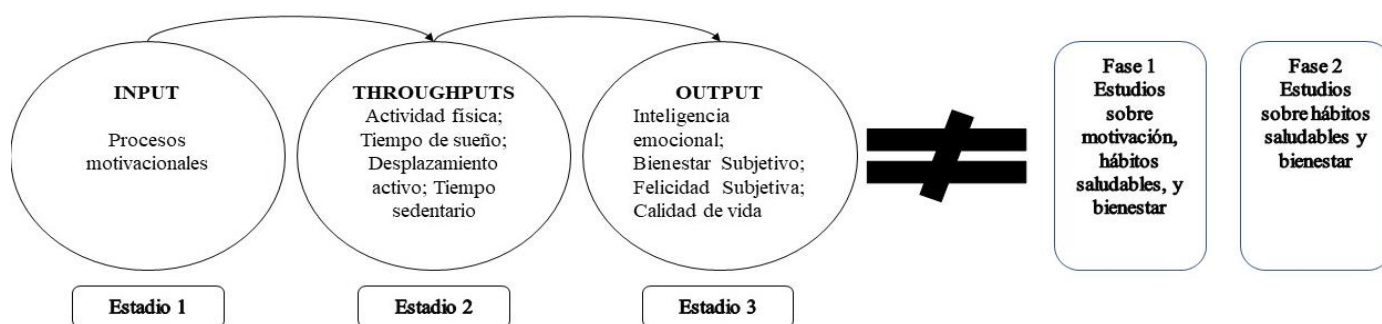 INPUT
Procesos
motivacionales
THROUGHPUTS
Actividad física;
Tiempo de sueño;
Desplazamiento
activo; Tiempo
sedentario
OUTPUT
Inteligencia
emocional;
Bienestar Subjetivo;
Felicidad Subjetiva;
Calidad de vida
Estadio 1
Estadio 2
Estadio 3
Fase 1
Estudios
sobre
motivación,
hábitos
saludables, y
bienestar
Fase 2
Estudios
sobre hábitos
saludables y
bienestar